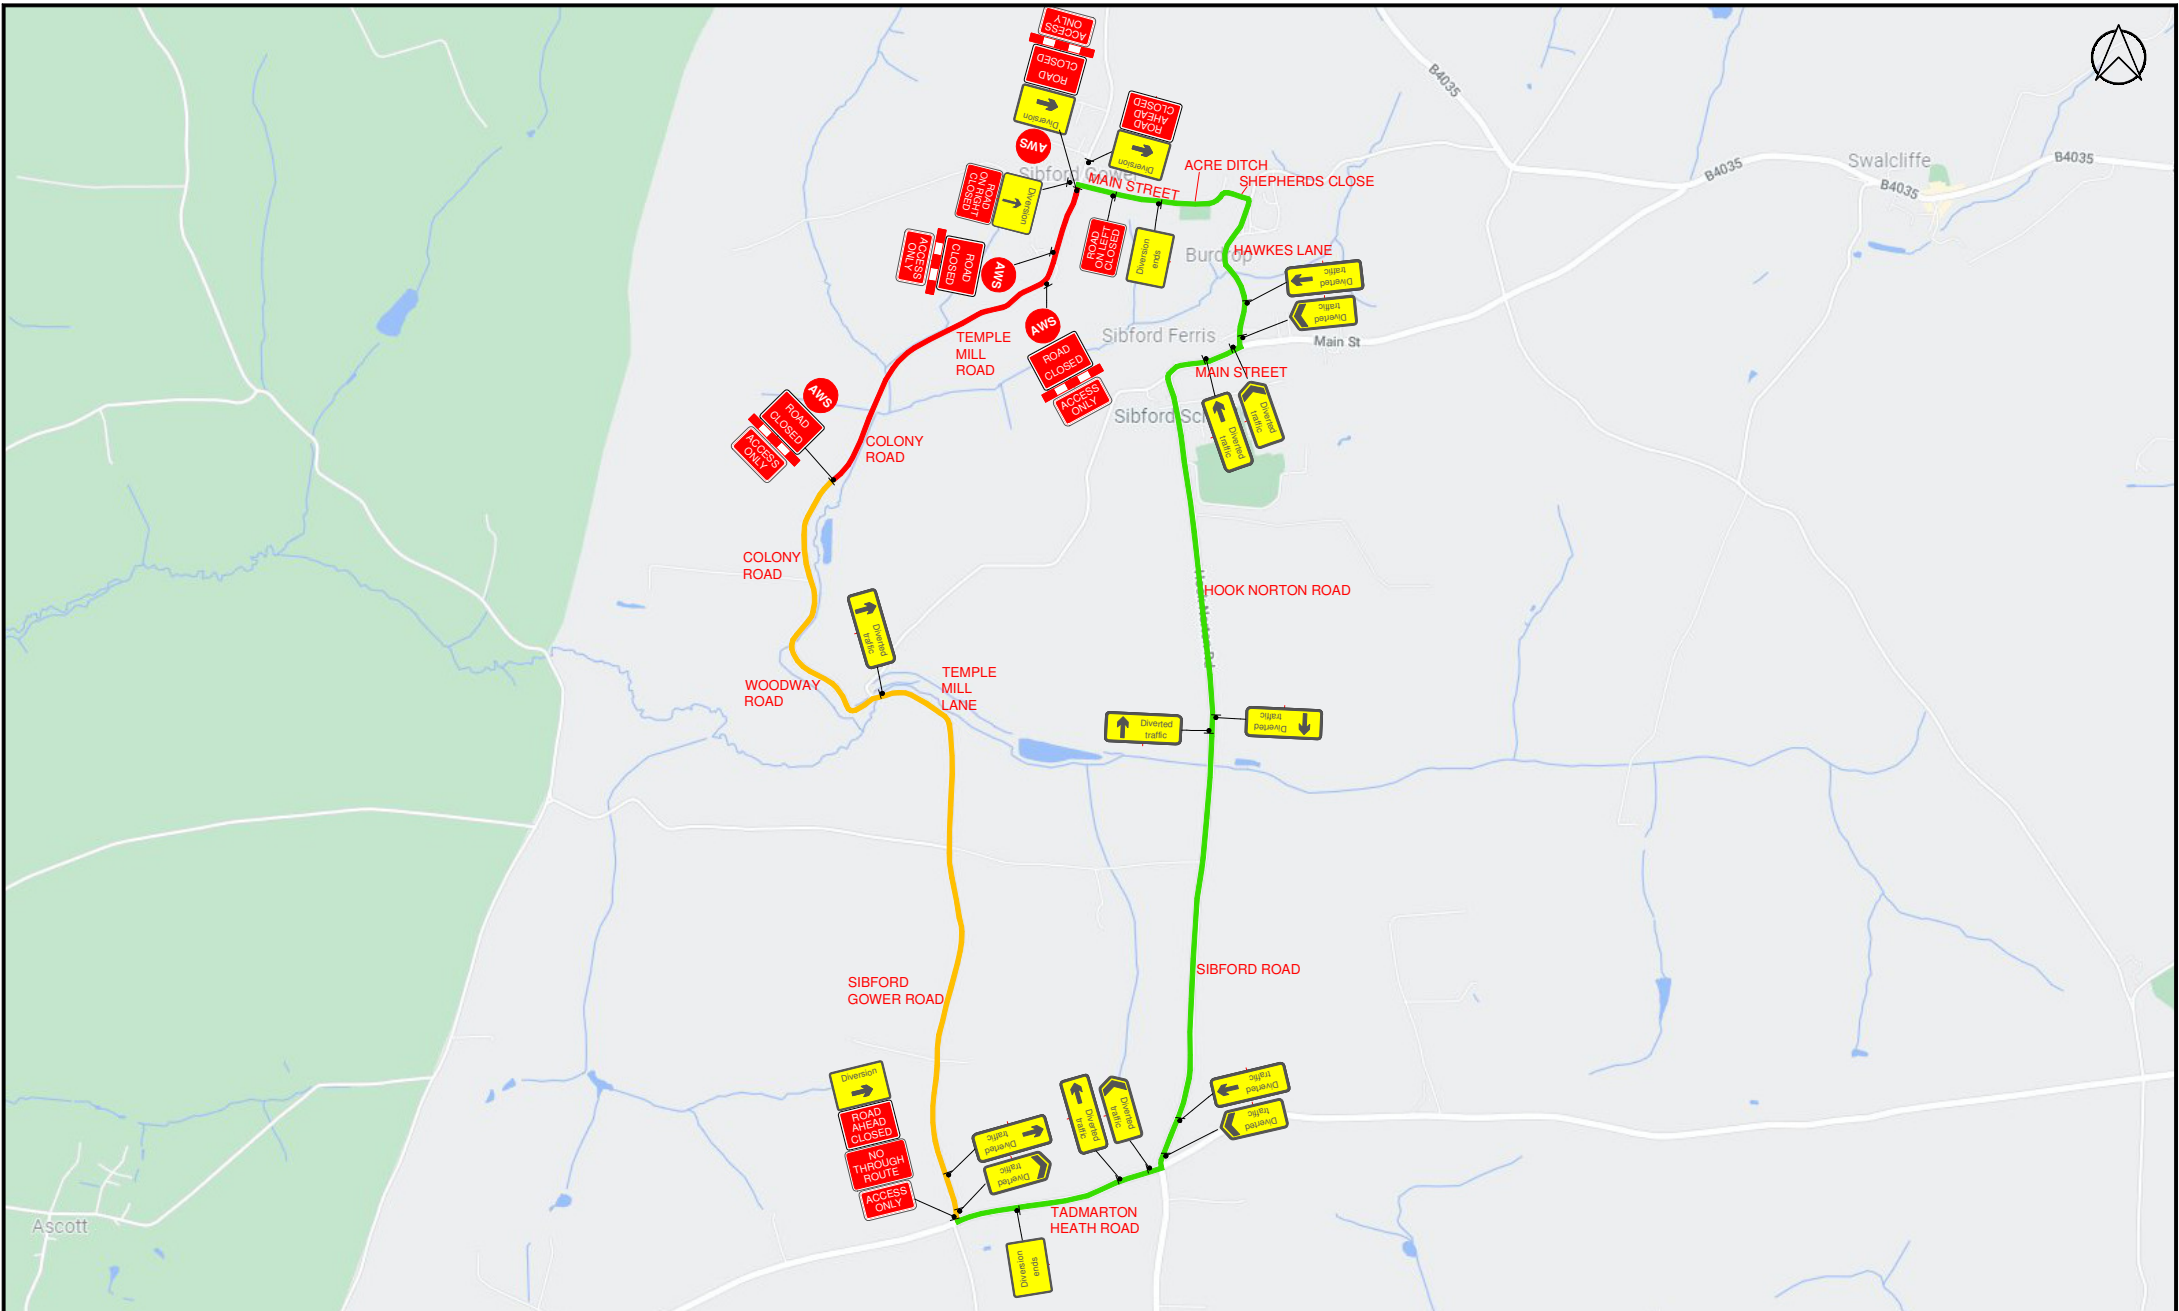 ACCESS
ONLY
ROAD
CLOSED
Diversion
AWS
ROAD
AHEAD
CLOSED
Diversion
B4035
B4035
Swalcliffe
B4035
B4035
Sibford Gower
MAIN STREET
ACRE DITCH
SHEPHERDS CLOSE
ROAD
ON RIGHT
CLOSED
Diversion
ACCESS
ONLY
ROAD
CLOSED
AWS
ROAD
ON LEFT
CLOSED
Diversion
ends
Burdrop
HAWKES LANE
Diverted
traffic
Diverted
traffic
AWS
ROAD
CLOSED
ACCESS
ONLY
TEMPLE
MILL
ROAD
Sibford Ferris
Main St
MAIN STREET
Sibford Sc
Diverted
traffic
Diverted
traffic
AWS
ROAD
CLOSED
ACCESS
ONLY
COLONY
ROAD
COLONY
ROAD
HOOK NORTON ROAD
Diverted
traffic
WOODWAY
ROAD
TEMPLE
MILL
LANE
Diverted
traffic
Diverted
traffic
SIBFORD
GOWER ROAD
SIBFORD ROAD
Diversion
ROAD
AHEAD
CLOSED
NO
THROUGH
ROUTE
ACCESS
ONLY
Diverted
traffic
Diverted
traffic
Diverted
traffic
Diverted
traffic
Diverted
traffic
Diverted
traffic
TADMARTON
HEATH ROAD
Diversion
ends
Ascott